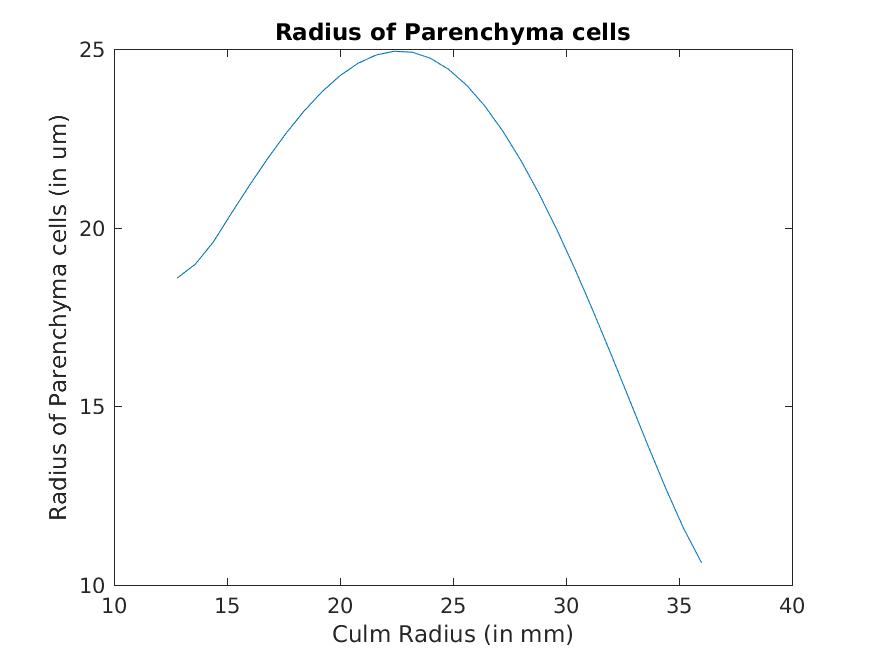 Radius of Parenchyma cells
Radius of Parenchyma cells (in um)
25
20
15
10
10 15 20 25 30 35 40
Culm Radius (in mm)